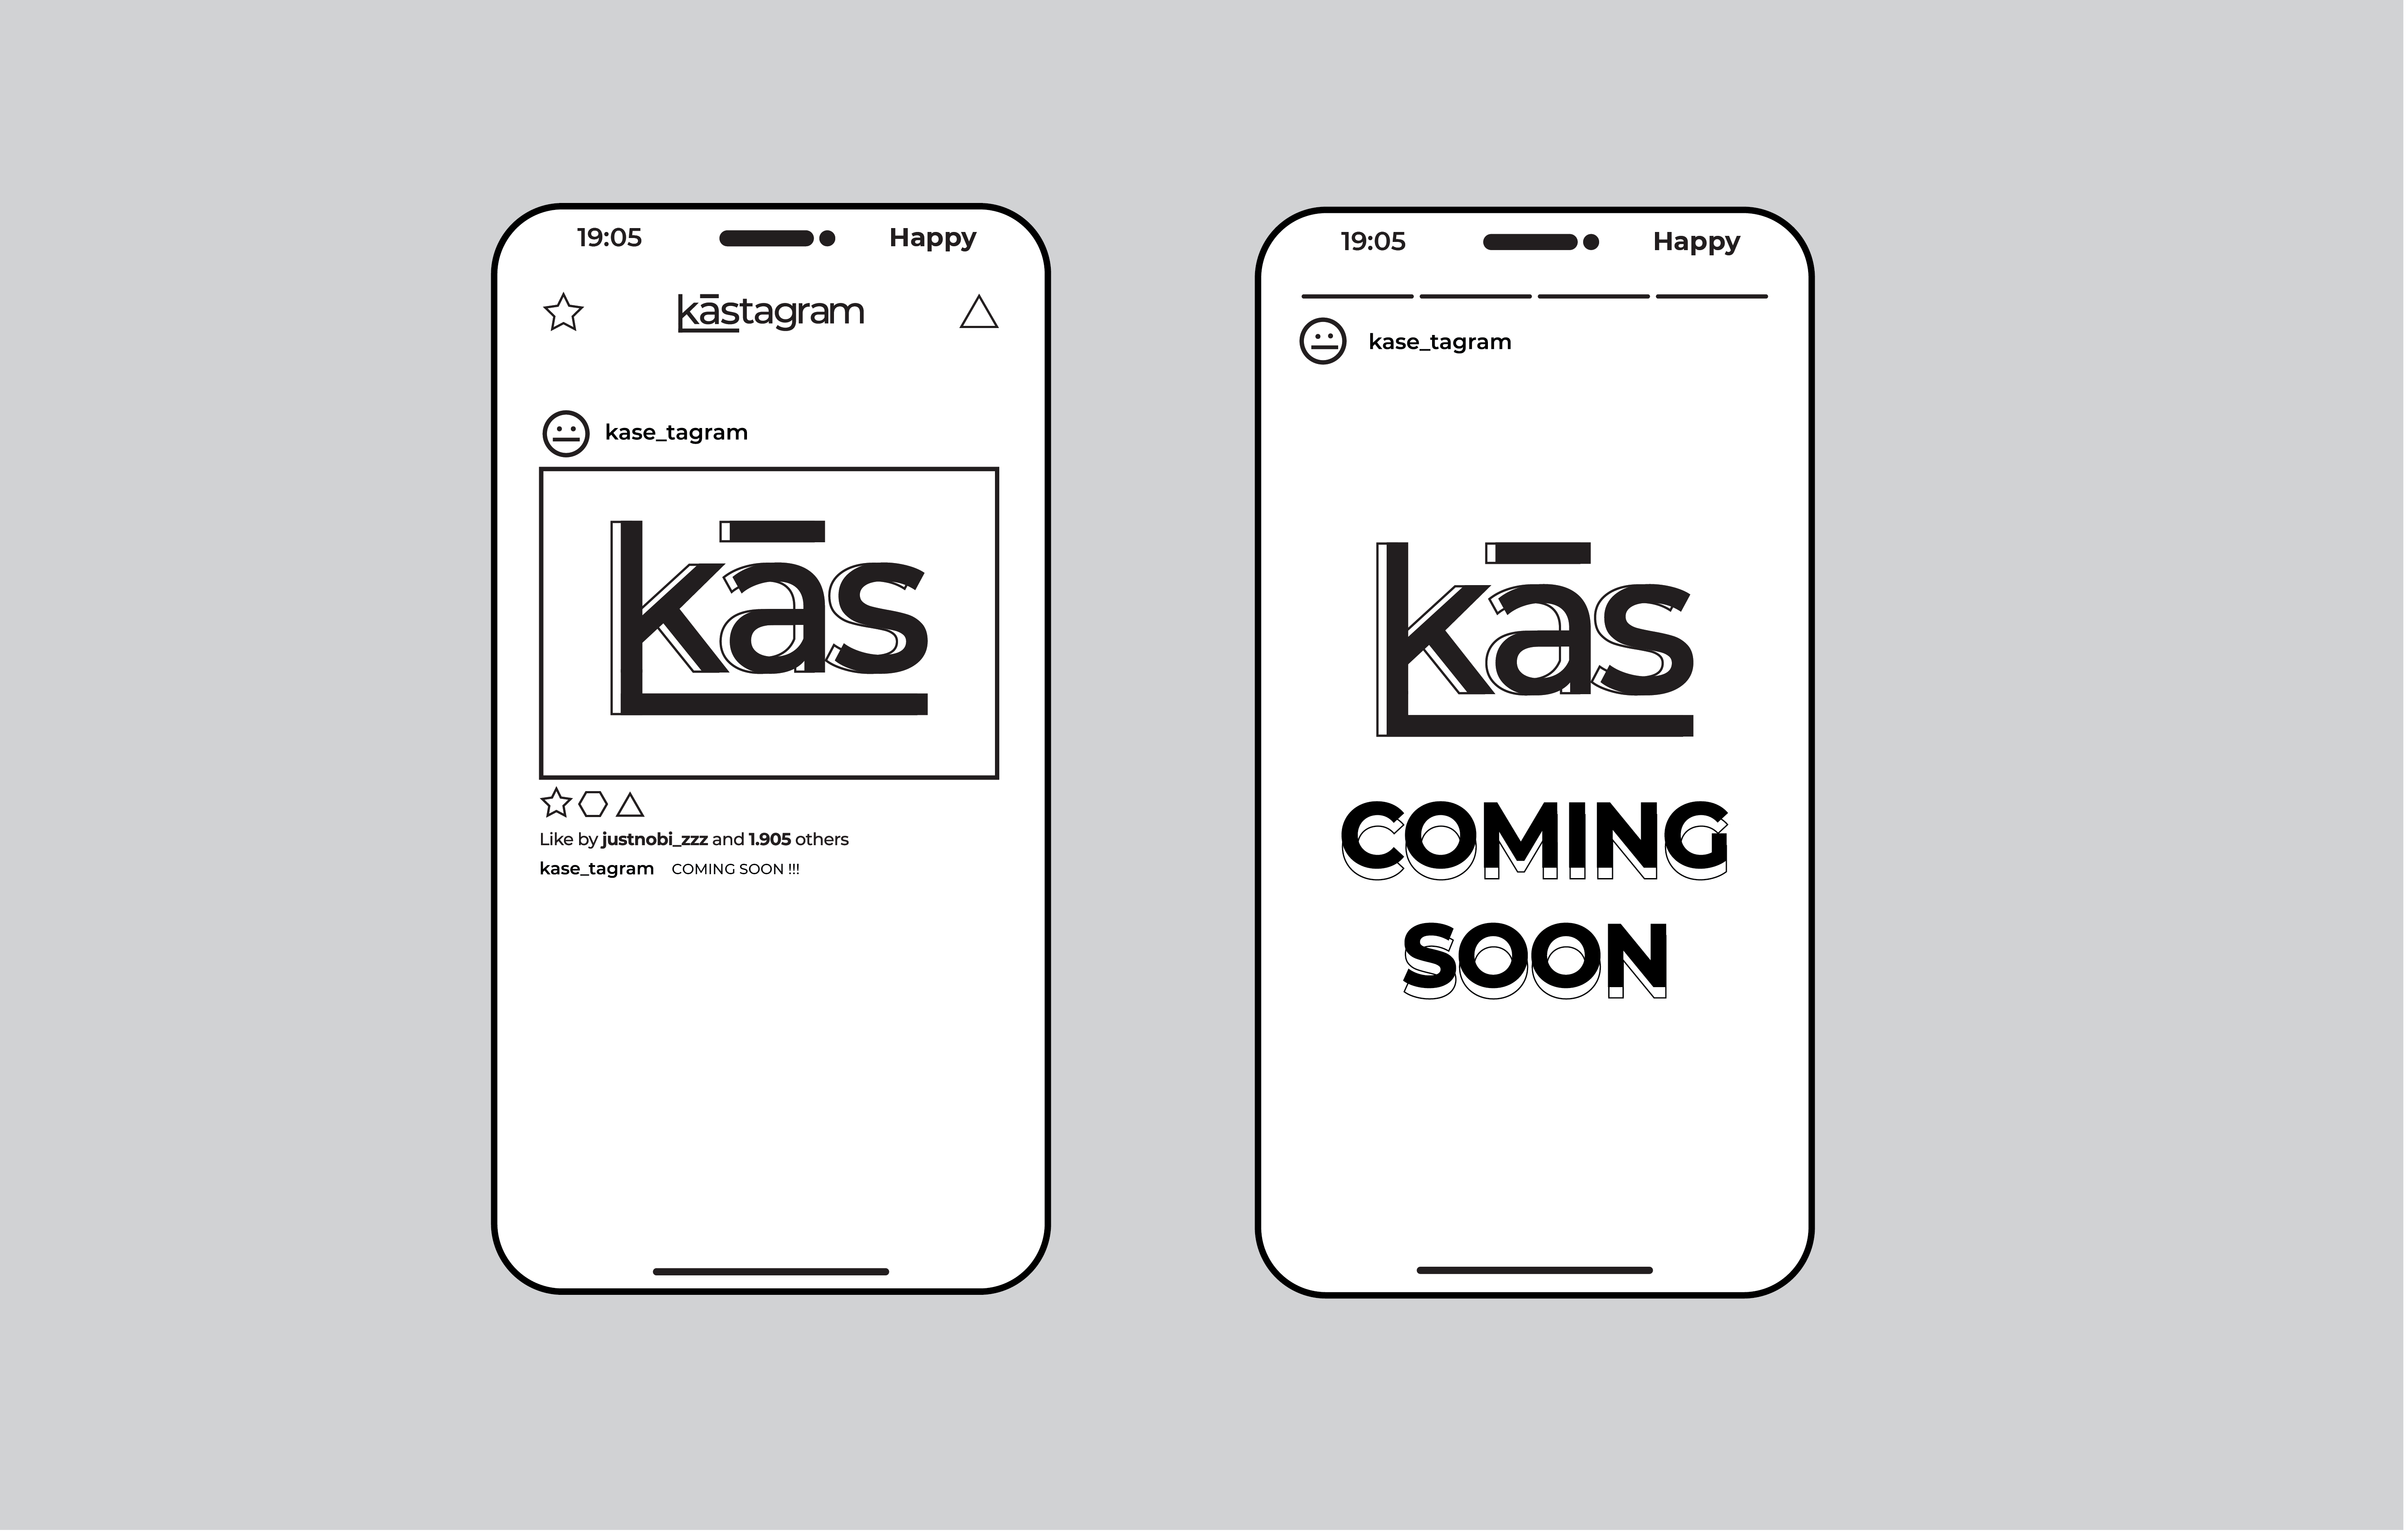 19:05 Happy
kāstagram
kase_tagram
kās
Like by justnobi_zzz and 1.905 others
kase_tagram COMING SOON !!!
19:05 Happy
kase_tagram
kās
COMING
SOON